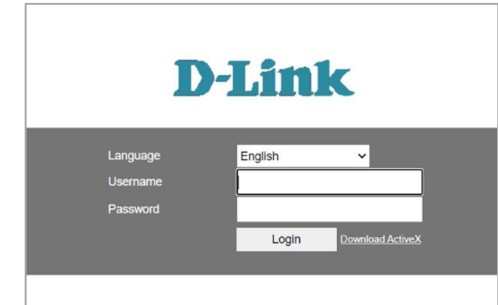 D-Link
Language English
Username
Password
Login Download ActiveX